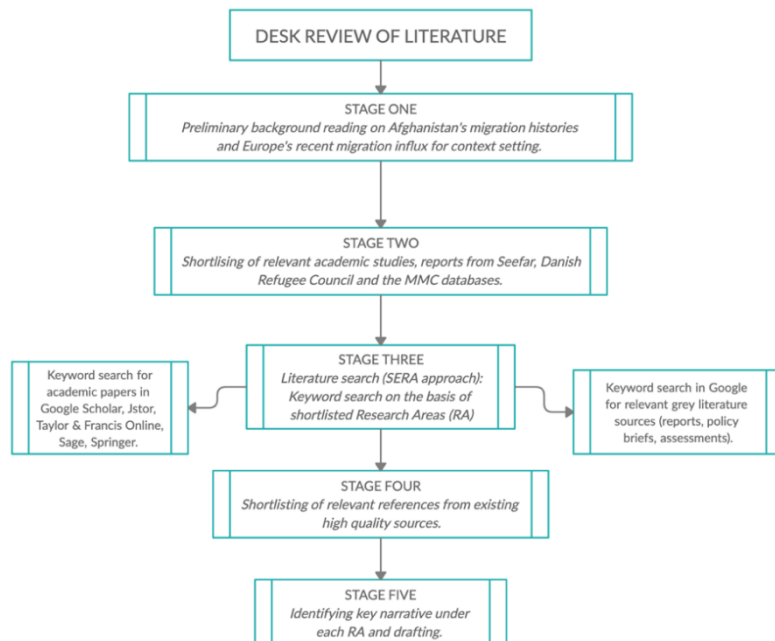 DESK REVIEW OF LITERATURE
STAGE ONE
Preliminary background reading on Afghanistan's migration histories
and Europe's recent migration influx for context setting.
STAGE TWO
Shortlising of relevant academic studies, reports from Seefar, Danish
Refugee Council and the MMC databases.
STAGE THREE
Literature search (SERA approach):
Keyword search on the basis of
shortlisted Research Areas (RA)
Keyword search for
academic papers in
Google Scholar, Jstor,
Taylor & Francis Online,
Sage, Springer.
Keyword search in Google
for relevant grey literature
sources (reports, policy
briefs, assessments).
STAGE FOUR
Shortlisting of relevant references from existing
high quality sources.
STAGE FIVE
Identifying key narrative under
each RA and drafting.